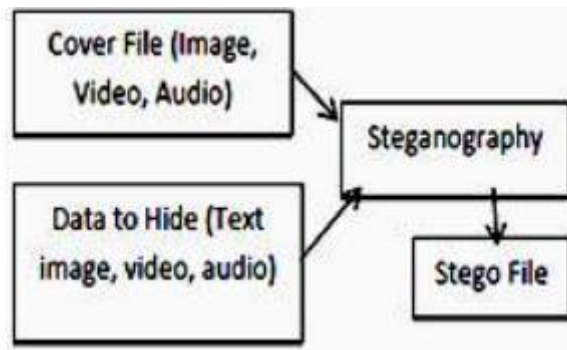 Cover File (Image,
Video, Audio)
Steganography
Data to Hide (Text
image, video, audio)
Stego File